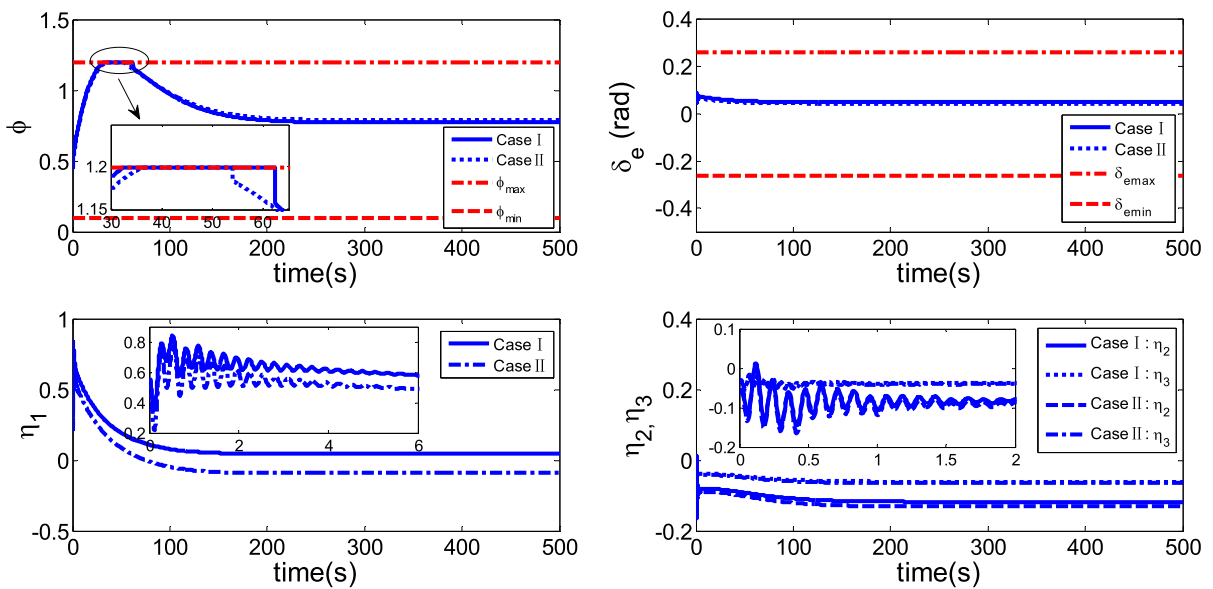 1.5
1
0.5
0
ϕ
1.2
1.15
30 40 50 60
Case I
Case II
ϕmax
ϕmin
0 100 200 300 400 500
time(s)
0.4
0.2
0
-0.2
-0.4
δe (rad)
Case I
Case II
δemax
δemin
0 100 200 300 400 500
time(s)
1
0.5
0
-0.5
η1
0.8
0.6
0.4
0.2
0 2 4 6
Case I
Case II
0 100 200 300 400 500
time(s)
0.4
0.2
0
-0.2
η2,η3
0.1
0
-0.1
-0.2
0 0.5 1 1.5 2
Case I : η2
Case I : η3
Case II : η2
Case II : η3
0 100 200 300 400 500
time(s)